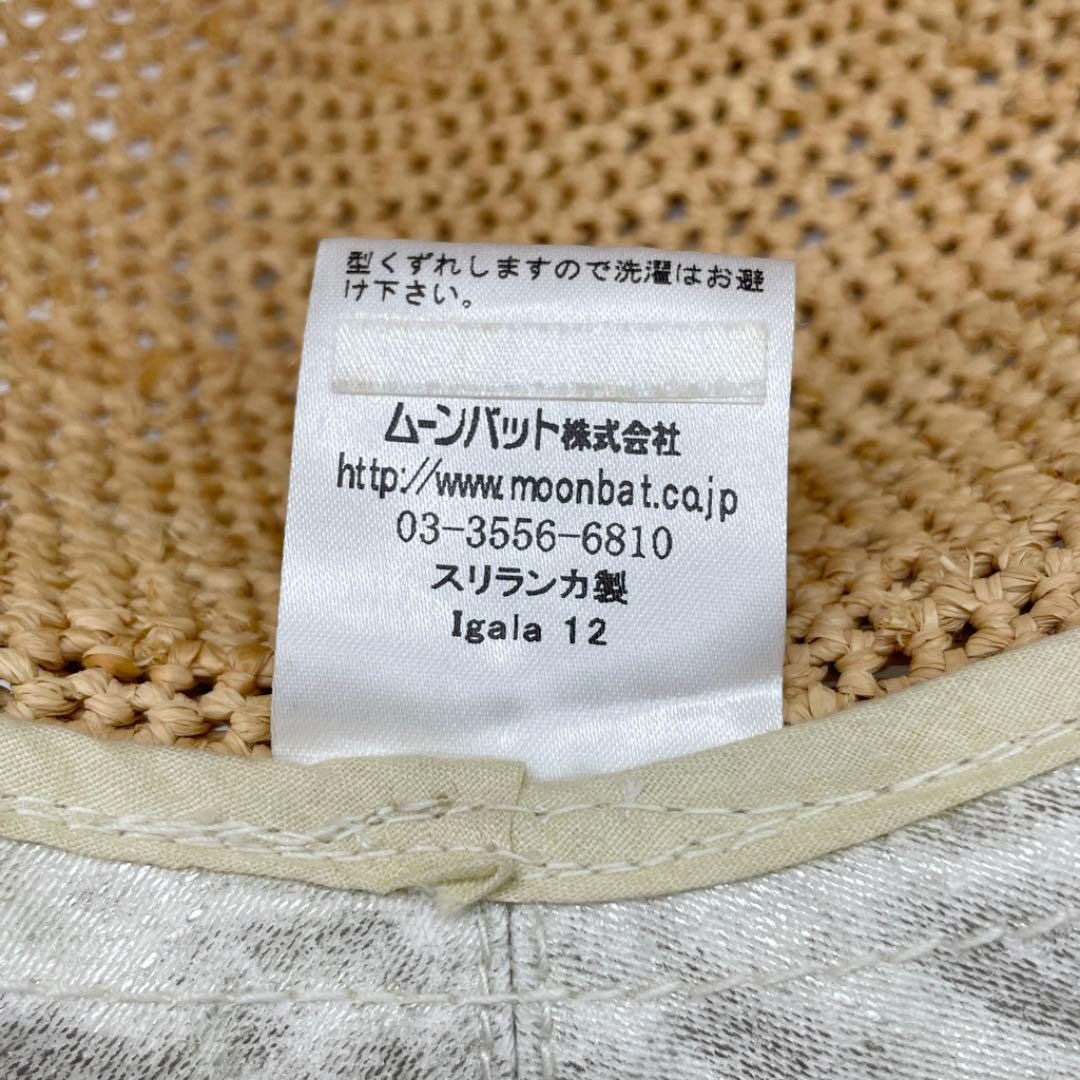 型くずれしますので洗濯はお避
け下さい。
ムーンバット株式会社
http://www.moonbat.co.jp
03-3556-6810
スリランカ製
Igala 12